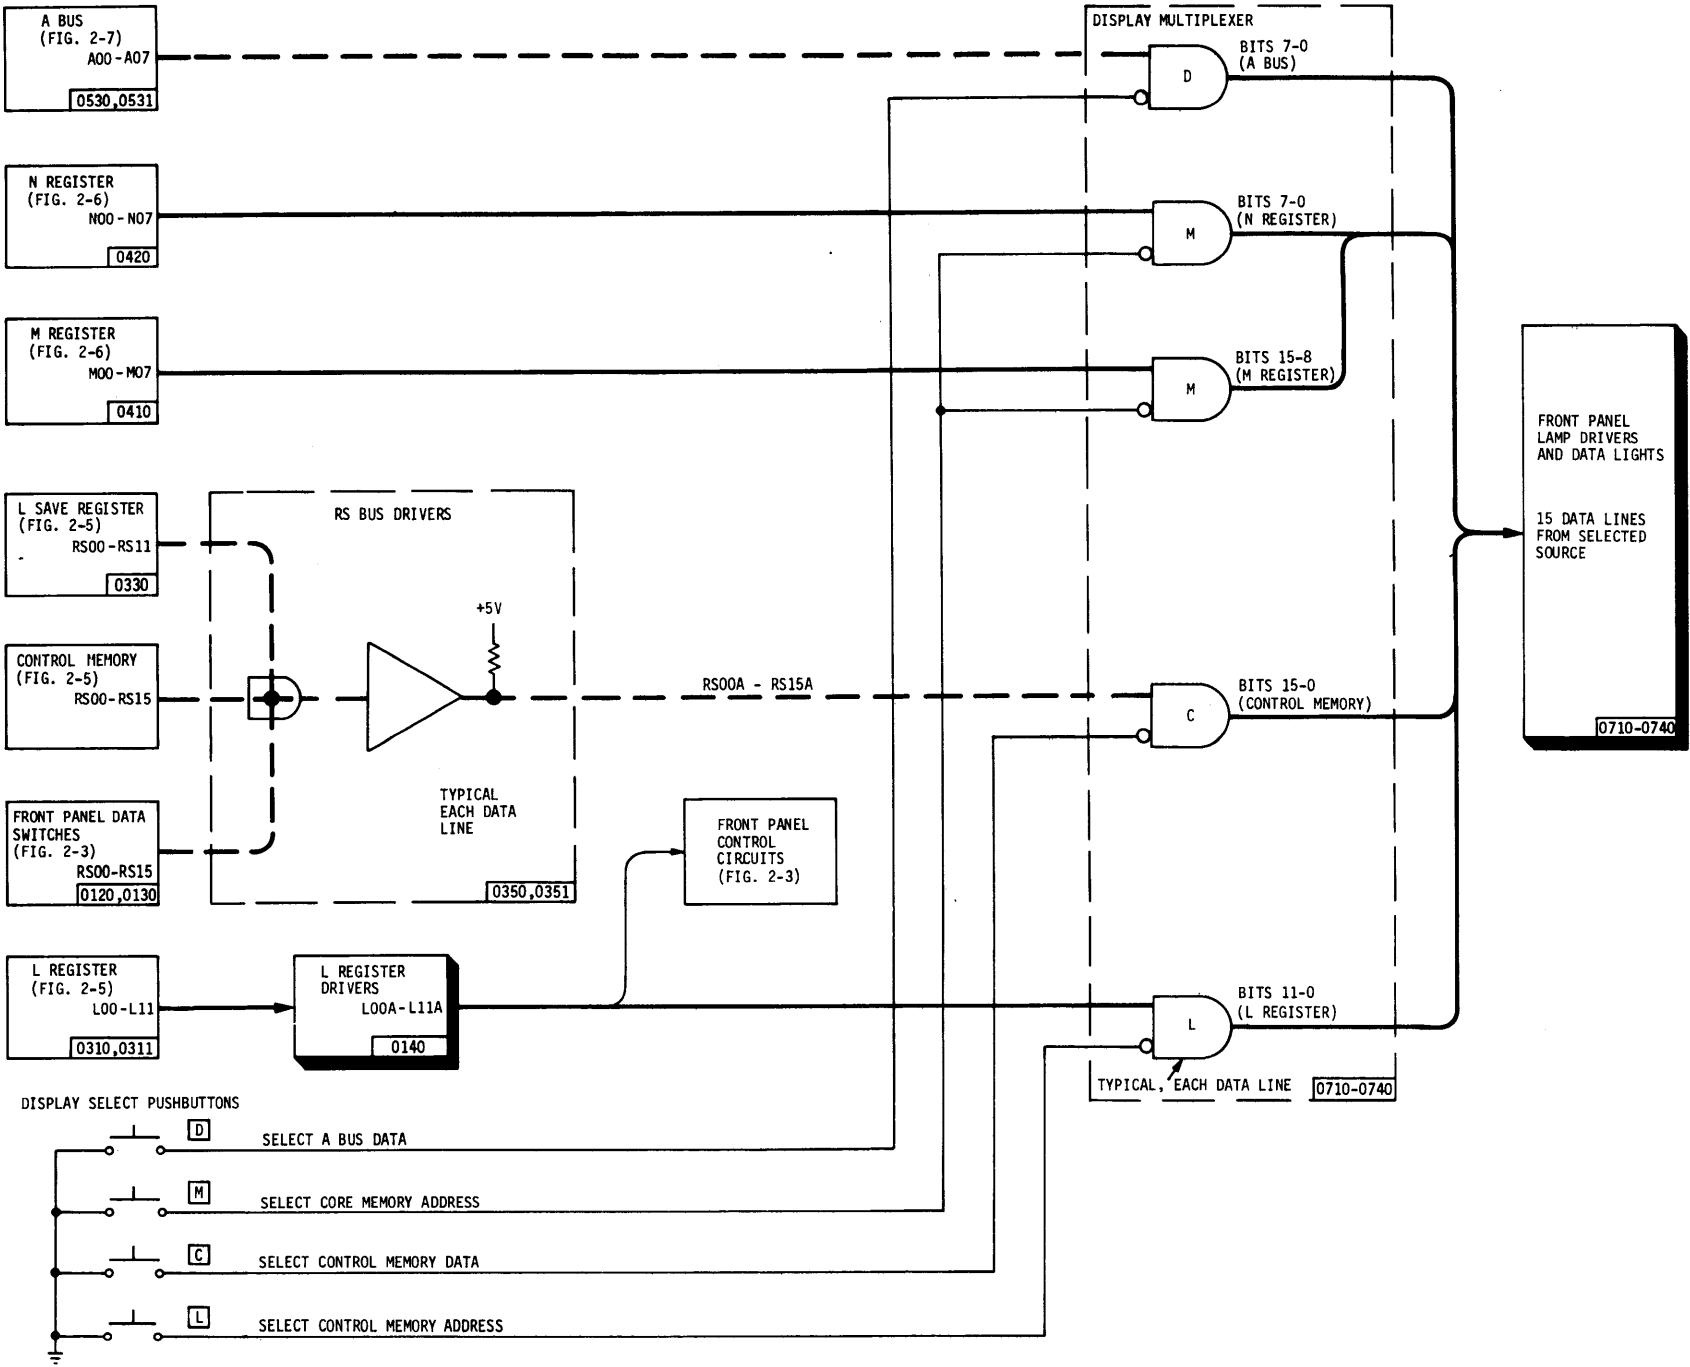 A BUS
(FIG. 2-7)
A00-A07
0530,0531
N REGISTER
(FIG. 2-6)
N00-N07
0420
M REGISTER
(FIG. 2-6)
M00-M07
0410
L SAVE REGISTER
(FIG. 2-5)
RS00-RS11
0330
CONTROL MEMORY
(FIG. 2-5)
RS00-RS15
FRONT PANEL DATA
SWITCHES
(FIG. 2-3)
RS00-RS15
0120,0130
L REGISTER
(FIG. 2-5)
L00-L11
0310,0311
RS BUS DRIVERS
+5V
TYPICAL
EACH DATA
LINE
0350,0351
L REGISTER
DRIVERS
L00A-L11A
0140
RS00A - RS15A
FRONT PANEL
CONTROL
CIRCUITS
(FIG. 2-3)
DISPLAY MULTIPLEXER
D
BITS 7-0
(A BUS)
M
BITS 7-0
(N REGISTER)
M
BITS 15-8
(M REGISTER)
C
BITS 15-0
(CONTROL MEMORY)
L
BITS 11-0
(L REGISTER)
TYPICAL, EACH DATA LINE
0710-0740
FRONT PANEL
LAMP DRIVERS
AND DATA LIGHTS
15 DATA LINES
FROM SELECTED
SOURCE
0710-0740
DISPLAY SELECT PUSHBUTTONS
D
SELECT A BUS DATA
M
SELECT CORE MEMORY ADDRESS
C
SELECT CONTROL MEMORY DATA
L
SELECT CONTROL MEMORY ADDRESS